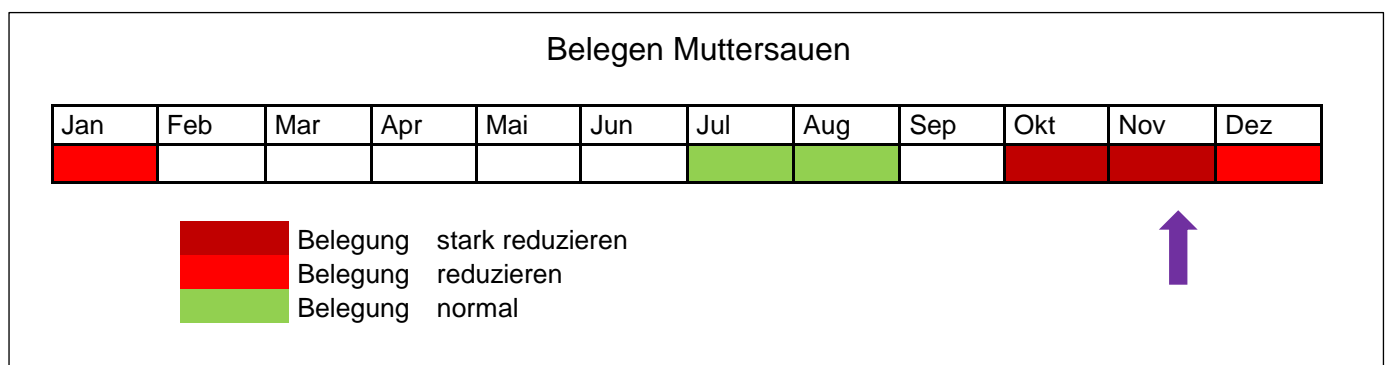 Belegen Muttersauen
Jan Feb Mar Apr Mai Jun Jul Aug Sep Okt Nov Dez
Belegung stark reduzieren
Belegung reduzieren
Belegung normal